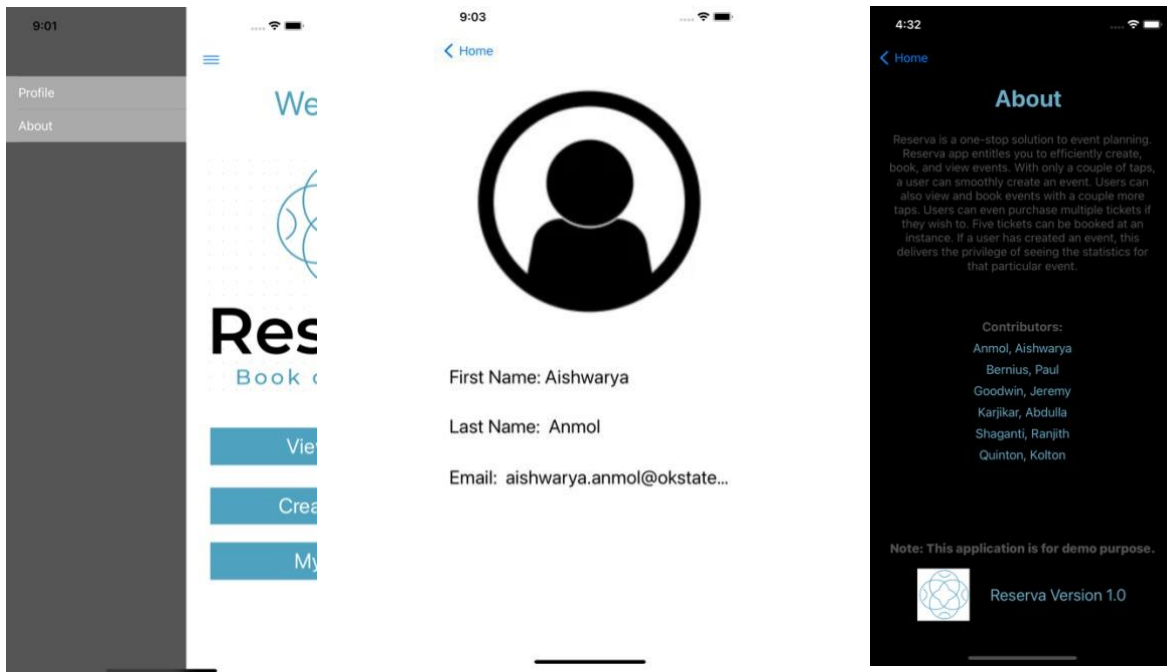 9:01
Profile
About
We
Res
Book
Vie
Crea
My
9:03
Home
First Name: Aishwarya
Last Name: Anmol
Email: aishwarya.anmol@okstate...
4:32
Home
About
Reserva is a one-stop solution to event planning.
Reserva app entitles you to efficiently create,
book, and view events. With only a couple of taps,
a user can smoothly create an event. Users can
also view and book events with a couple more
taps. Users can even purchase multiple tickets if
they wish to. Five tickets can be booked at an
instance. If a user has created an event, this
delivers the privilege of seeing the statistics for
that particular event.
Contributors:
Anmol, Aishwarya
Bernius, Paul
Goodwin, Jeremy
Karjikar, Abdulla
Shaganti, Ranjith
Quinton, Kolton
Note: This application is for demo purpose.
Reserva Version 1.0